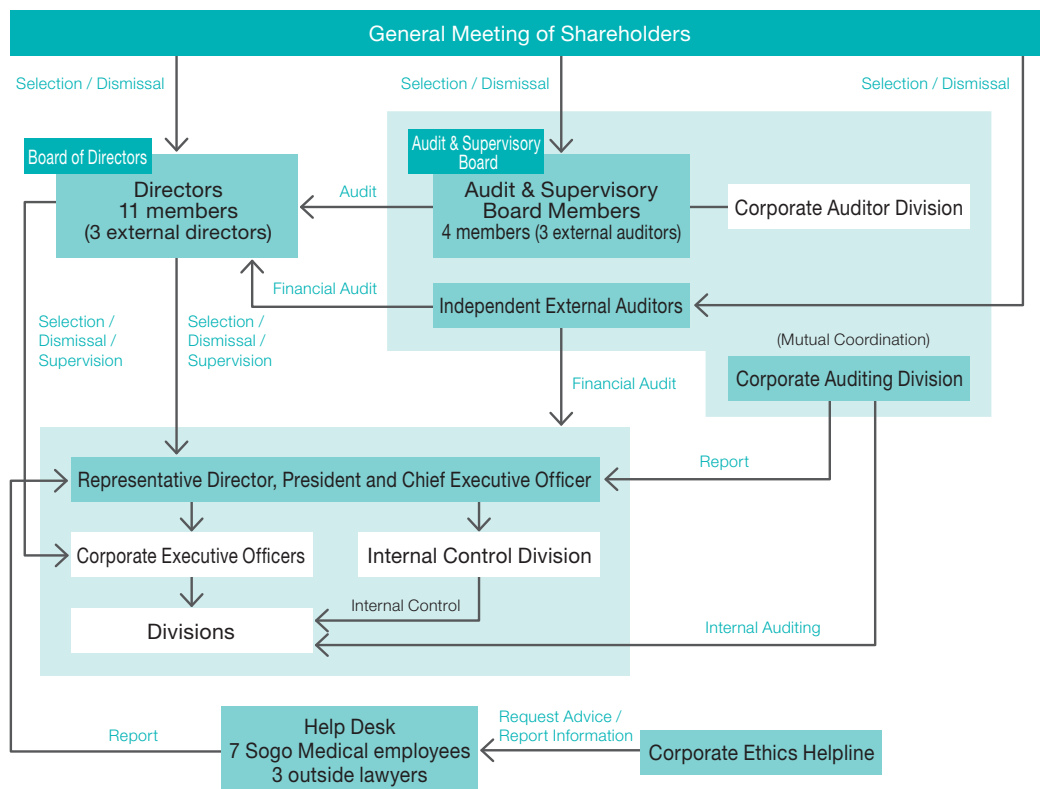 General Meeting of Shareholders
Selection / Dismissal
Selection / Dismissal
Selection / Dismissal
Board of Directors
Directors
11 members
(3 external directors)
Audit
Audit & Supervisory
Board
Audit & Supervisory
Board Members
4 members (3 external auditors)
Corporate Auditor Division
Financial Audit
Independent External Auditors
Selection /
Dismissal /
Supervision
Selection /
Dismissal /
Supervision
(Mutual Coordination)
Corporate Auditing Division
Financial Audit
Report
Representative Director, President and Chief Executive Officer
Corporate Executive Officers
Internal Control Division
Internal Control
Divisions
Internal Auditing
Report
Help Desk
7 Sogo Medical employees
3 outside lawyers
Request Advice /
Report Information
Corporate Ethics Helpline